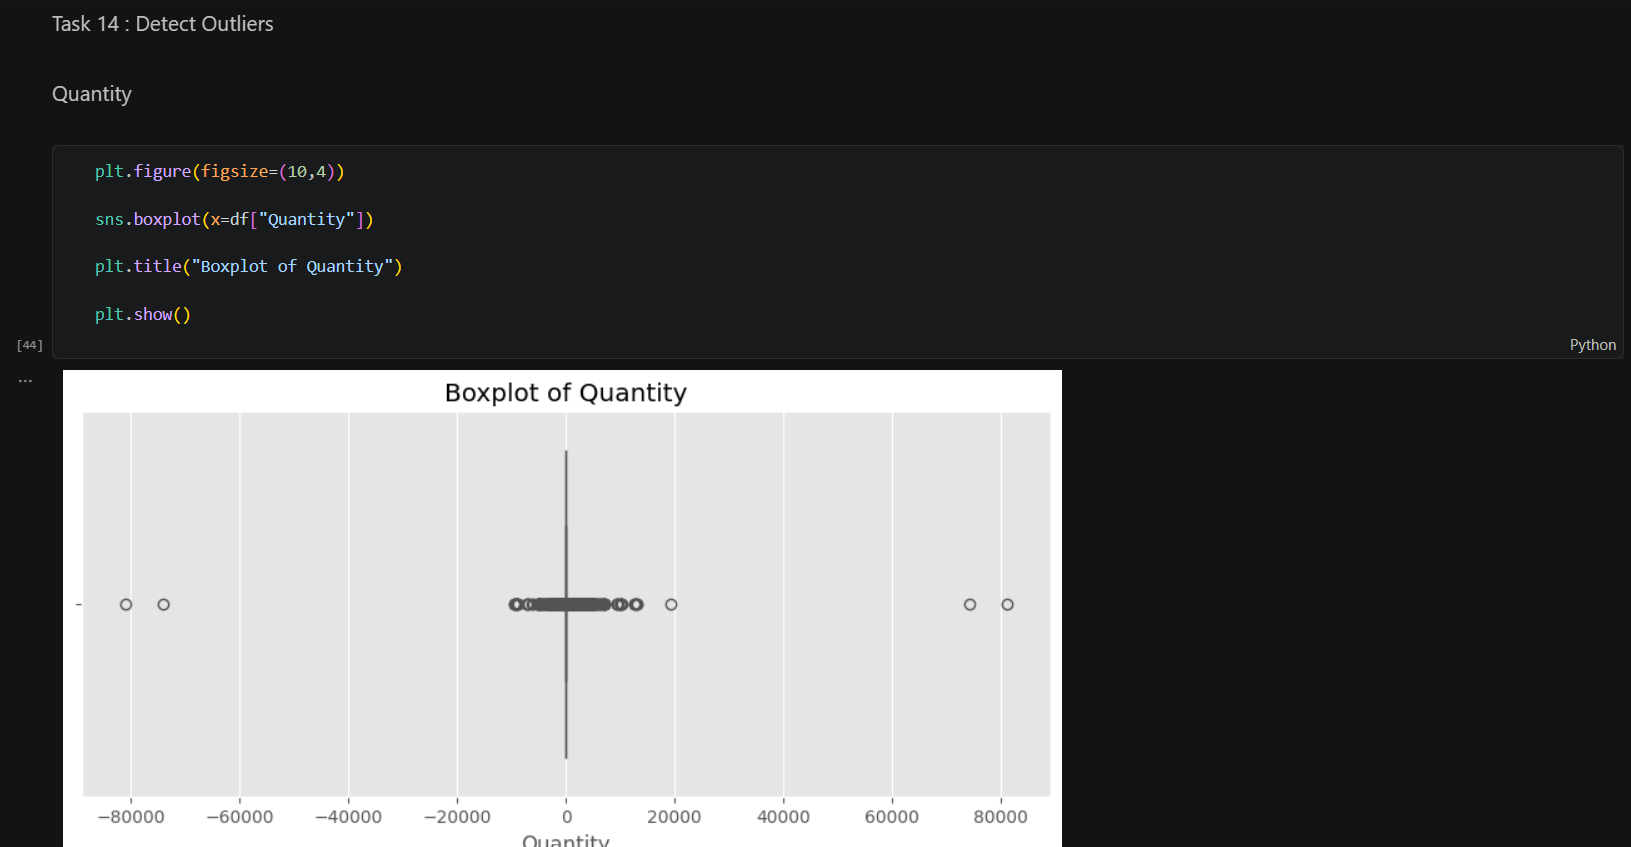 Task 14 : Detect Outliers
Quantity
plt.figure(figsize=(10,4))
sns.boxplot(x=df["Quantity"])
plt.title("Boxplot of Quantity")
plt.show()
[44]
Python
...
Boxplot of Quantity
−80000 −60000 −40000 −20000 0 20000 40000 60000 80000
Quantity